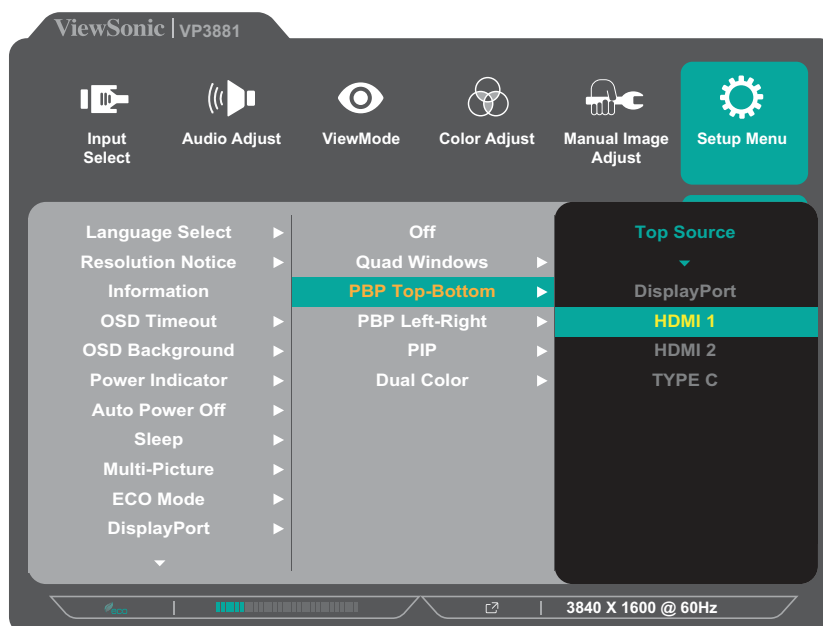 ViewSonic | VP3881
Input
Select
Audio Adjust
ViewMode
Color Adjust
Manual Image
Adjust
Setup Menu
Language Select
Resolution Notice
Information
OSD Timeout
OSD Background
Power Indicator
Auto Power Off
Sleep
Multi-Picture
ECO Mode
DisplayPort
Off
Quad Windows
PBP Top-Bottom
PBP Left-Right
PIP
Dual Color
Top Source
DisplayPort
HDMI 1
HDMI 2
TYPE C
eco
3840 X 1600 @ 60Hz